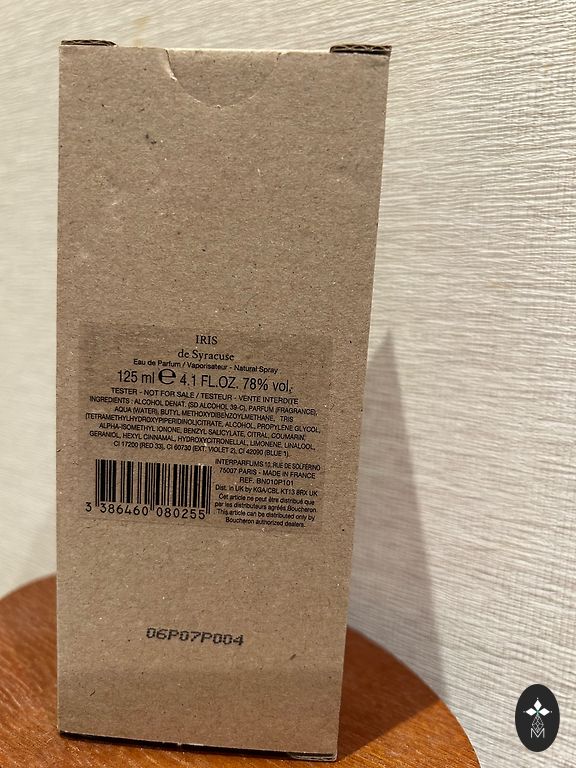 IRIS
de Syracuse
Eau de Parfum / Vaporisateur - Natural Spray
125 ml ℮ 4.1 FL.OZ. 78% vol.
TESTER - NOT FOR SALE / TESTEUR - VENTE INTERDITE
INGREDIENTS : ALCOHOL DENAT. (SD ALCOHOL 39-C), PARFUM (FRAGRANCE),
AQUA (WATER), BUTYL METHOXYDIBENZOYLMETHANE, TRIS
(TETRAMETHYLHYDROXYPIPERIDINOL)CITRATE, ALCOHOL, PROPYLENE GLYCOL,
ALPHA-ISOMETHYL IONONE, BENZYL SALICYLATE, CITRAL, COUMARIN,
GERANIOL, HEXYL CINNAMAL, HYDROXYCITRONELLAL, LIMONENE, LINALOOL,
CI 17200 (RED 33), CI 60730 (EXT. VIOLET 2), CI 42090 (BLUE 1).
INTERPARFUMS 10, RUE DE SOLFERINO
75007 PARIS - MADE IN FRANCE
REF. BN010P101
Dist. in UK by KGA/CBL KT13 8RX UK
Cet article ne peut être distribué que
par les distributeurs agréés Boucheron.
This article can be distributed only by
Boucheron authorized dealers.
3 386460 080255
06P07P004